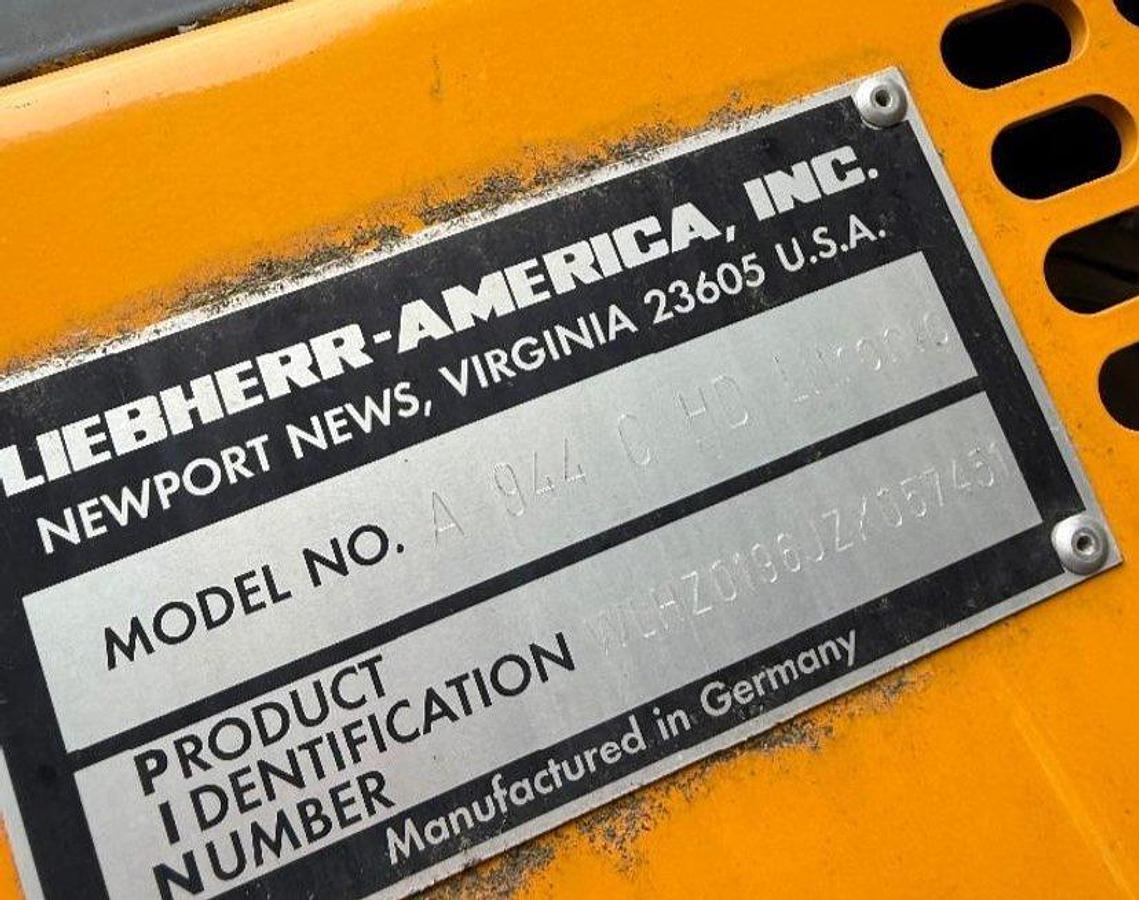 LIEBHERR-AMERICA, INC.
NEWPORT NEWS, VIRGINIA 23605 U.S.A.
MODEL NO. A 944 C HD
PRODUCT
IDENTIFICATION
NUMBER
Manufactured in Germany